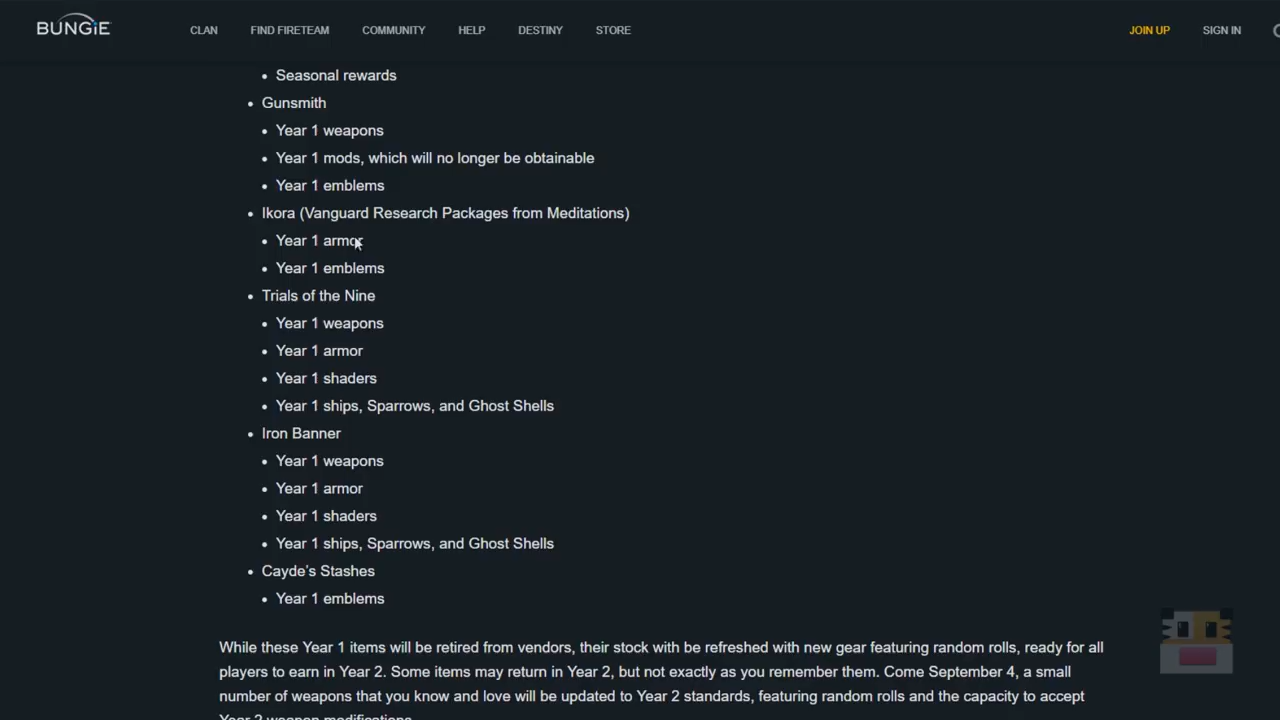 BUNGiE CLAN FIND FIRETEAM COMMUNITY HELP DESTINY STORE JOIN UP SIGN IN
• Seasonal rewards
• Gunsmith
• Year 1 weapons
• Year 1 mods, which will no longer be obtainable
• Year 1 emblems
• Ikora (Vanguard Research Packages from Meditations)
• Year 1 armor
• Year 1 emblems
• Trials of the Nine
• Year 1 weapons
• Year 1 armor
• Year 1 shaders
• Year 1 ships, Sparrows, and Ghost Shells
• Iron Banner
• Year 1 weapons
• Year 1 armor
• Year 1 shaders
• Year 1 ships, Sparrows, and Ghost Shells
• Cayde's Stashes
• Year 1 emblems
While these Year 1 items will be retired from vendors, their stock with be refreshed with new gear featuring random rolls, ready for all
players to earn in Year 2. Some items may return in Year 2, but not exactly as you remember them. Come September 4, a small
number of weapons that you know and love will be updated to Year 2 standards, featuring random rolls and the capacity to accept
Year 2 weapon modifications.